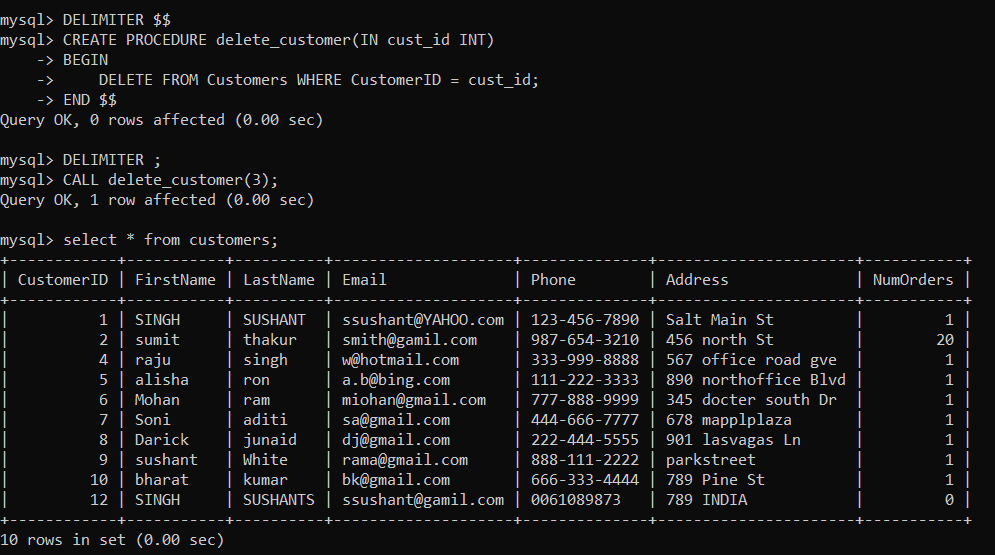 mysql> DELIMITER $$
mysql> CREATE PROCEDURE delete_customer(IN cust_id INT)
    -> BEGIN
    ->     DELETE FROM Customers WHERE CustomerID = cust_id;
    -> END $$
Query OK, 0 rows affected (0.00 sec)

mysql> DELIMITER ;
mysql> CALL delete_customer(3);
Query OK, 1 row affected (0.00 sec)

mysql> select * from customers;
+------------+-----------+----------+--------------------+--------------+----------------------+-----------+
| CustomerID | FirstName | LastName | Email              | Phone        | Address              | NumOrders |
+------------+-----------+----------+--------------------+--------------+----------------------+-----------+
|          1 | SINGH     | SUSHANT  | ssushant@YAHOO.com | 123-456-7890 | Salt Main St         |         1 |
|          2 | sumit     | thakur   | smith@gamil.com    | 987-654-3210 | 456 north St         |        20 |
|          4 | raju      | singh    | w@hotmail.com      | 333-999-8888 | 567 office road gve  |         1 |
|          5 | alisha    | ron      | a.b@bing.com       | 111-222-3333 | 890 northoffice Blvd |         1 |
|          6 | Mohan     | ram      | miohan@gmail.com   | 777-888-9999 | 345 docter south Dr  |         1 |
|          7 | Soni      | aditi    | sa@gmail.com       | 444-666-7777 | 678 mapplplaza       |         1 |
|          8 | Darick    | junaid   | dj@gmail.com       | 222-444-5555 | 901 lasvagas Ln      |         1 |
|          9 | sushant   | White    | rama@gmail.com     | 888-111-2222 | parkstreet           |         1 |
|         10 | bharat    | kumar    | bk@gmail.com       | 666-333-4444 | 789 Pine St          |         1 |
|         12 | SINGH     | SUSHANTS | ssushant@gamil.com | 0061089873   | 789 INDIA            |         0 |
+------------+-----------+----------+--------------------+--------------+----------------------+-----------+
10 rows in set (0.00 sec)